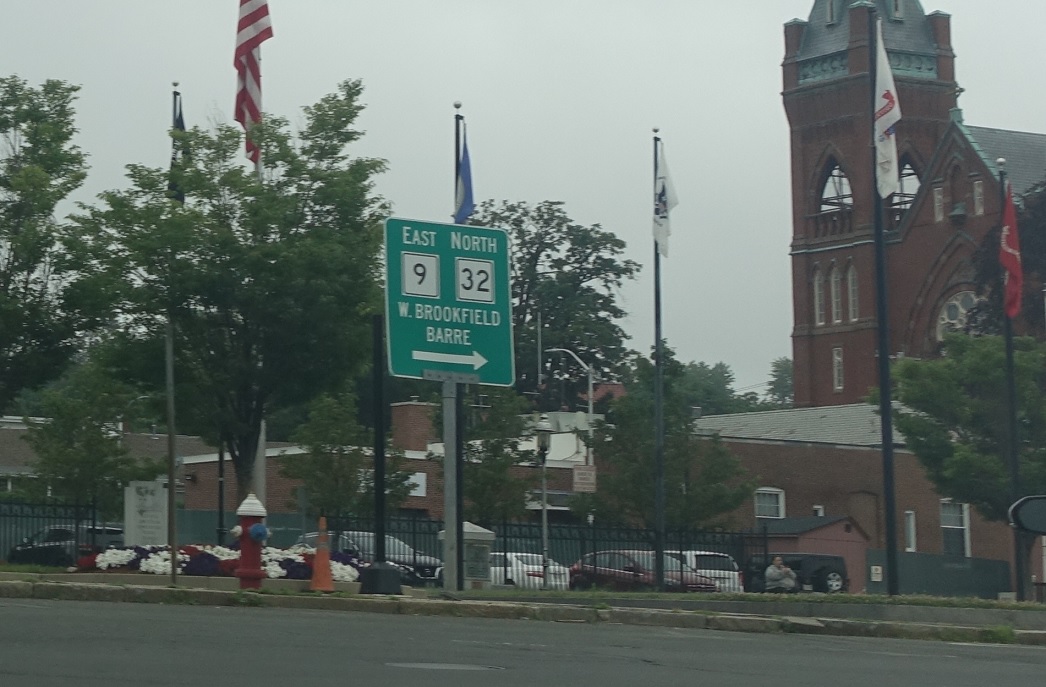 EAST NORTH
9 32
W. BROOKFIELD
BARRE